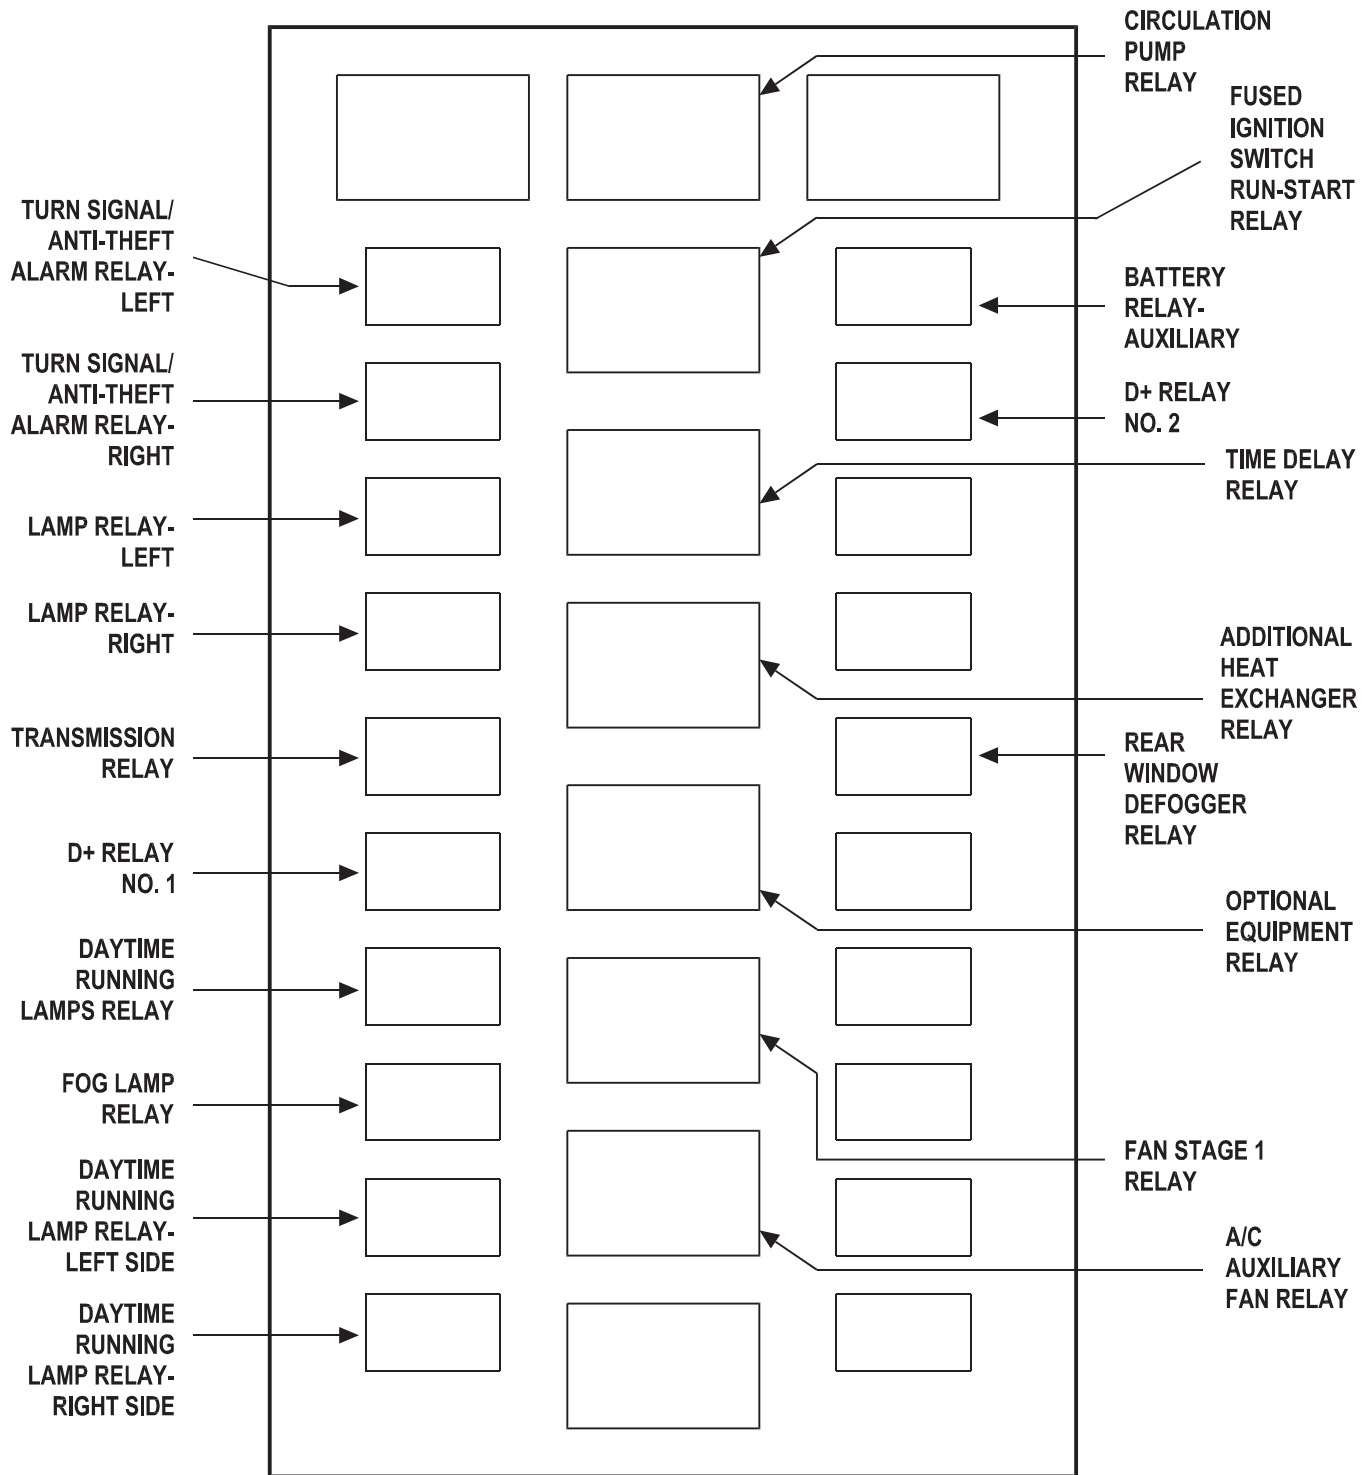 CIRCULATION
PUMP
RELAY
FUSED
IGNITION
SWITCH
RUN-START
RELAY
TURN SIGNAL/
ANTI-THEFT
ALARM RELAY-
LEFT
BATTERY
RELAY-
AUXILIARY
TURN SIGNAL/
ANTI-THEFT
ALARM RELAY-
RIGHT
D+ RELAY
NO. 2
TIME DELAY
RELAY
LAMP RELAY-
LEFT
LAMP RELAY-
RIGHT
ADDITIONAL
HEAT
EXCHANGER
RELAY
TRANSMISSION
RELAY
REAR
WINDOW
DEFOGGER
RELAY
D+ RELAY
NO. 1
OPTIONAL
EQUIPMENT
RELAY
DAYTIME
RUNNING
LAMPS RELAY
FOG LAMP
RELAY
FAN STAGE 1
RELAY
DAYTIME
RUNNING
LAMP RELAY-
LEFT SIDE
A/C
AUXILIARY
FAN RELAY
DAYTIME
RUNNING
LAMP RELAY-
RIGHT SIDE